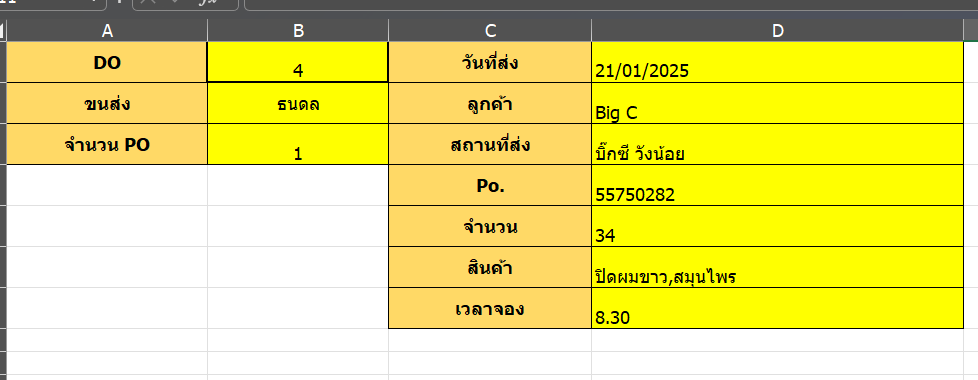 A B C D
DO 4 วันที่ส่ง 21/01/2025
ขนส่ง ธนดล ลูกค้า Big C
จำนวน PO 1 สถานที่ส่ง บิ๊กซี วังน้อย
Po. 55750282
จำนวน 34
สินค้า ปิดผมขาว,สมุนไพร
เวลาจอง 8.30